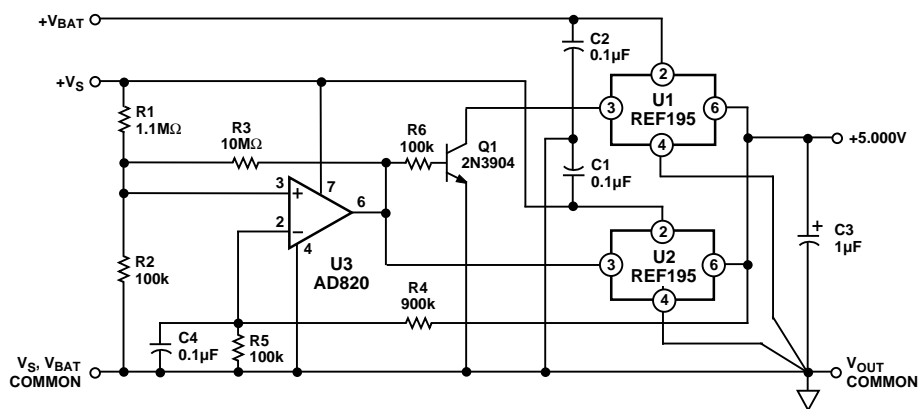 +VBAT
+VS
R1
1.1MΩ
R3
10MΩ
R2
100k
3
+
2
−
7
6
4
U3
AD820
R6
100k
Q1
2N3904
C2
0.1µF
C1
0.1µF
2
3
U1
REF195
6
4
2
3
U2
REF195
6
4
+5.000V
+
C3
1µF
R4
900k
C4
0.1µF
R5
100k
VS, VBAT
COMMON
VOUT
COMMON